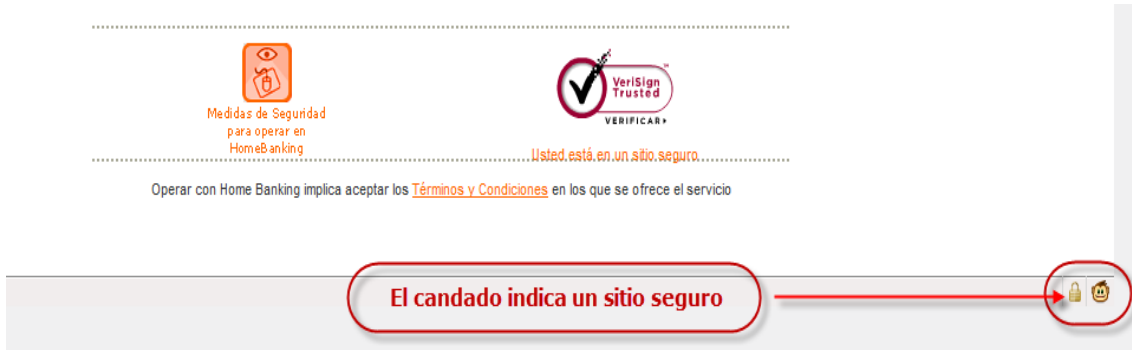 Medidas de Seguridad
para operar en
HomeBanking
VeriSign
Trusted
VERIFICAR
Usted está en un sitio seguro
Operar con Home Banking implica aceptar los Términos y Condiciones en los que se ofrece el servicio
El candado indica un sitio seguro